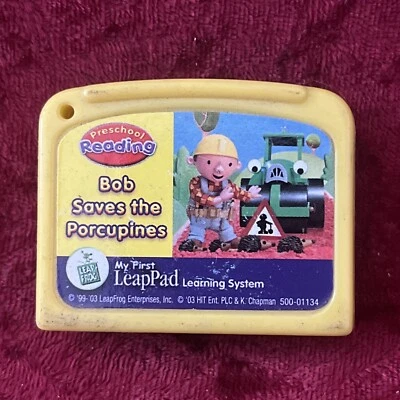 Preschool
Reading
Bob
Saves the
Porcupines
LEAP
FROG
My First
LeapPad Learning System
© '99-'03 LeapFrog Enterprises, Inc. © '03 HIT Ent. PLC & K. Chapman 500-01134